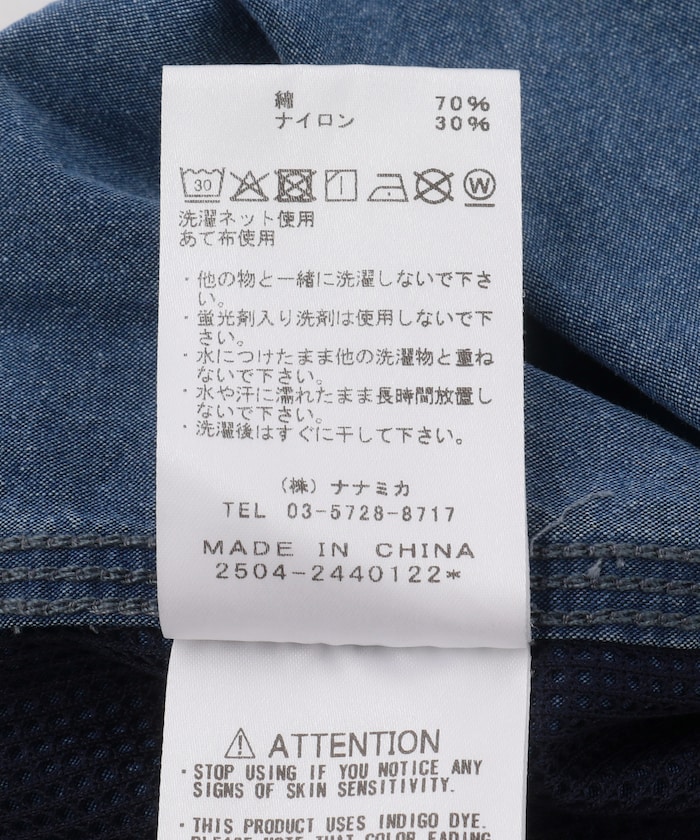 綿 70%
ナイロン 30%
30 W
洗濯ネット使用
あて布使用
・他の物と一緒に洗濯しないで下さ
い。
・蛍光剤入り洗剤は使用しないで下
さい。
・水につけたまま他の洗濯物と重ね
ないで下さい。
・水や汗に濡れたまま長時間放置し
ないで下さい。
・洗濯後はすぐに干して下さい。
(株) ナナミカ
TEL 03-5728-8717
MADE IN CHINA
2504-2440122*
⚠ ATTENTION
・STOP USING IF YOU NOTICE ANY
SIGNS OF SKIN SENSITIVITY.
・THIS PRODUCT USES INDIGO DYE.
PLEASE NOTE THAT COLOR FADING